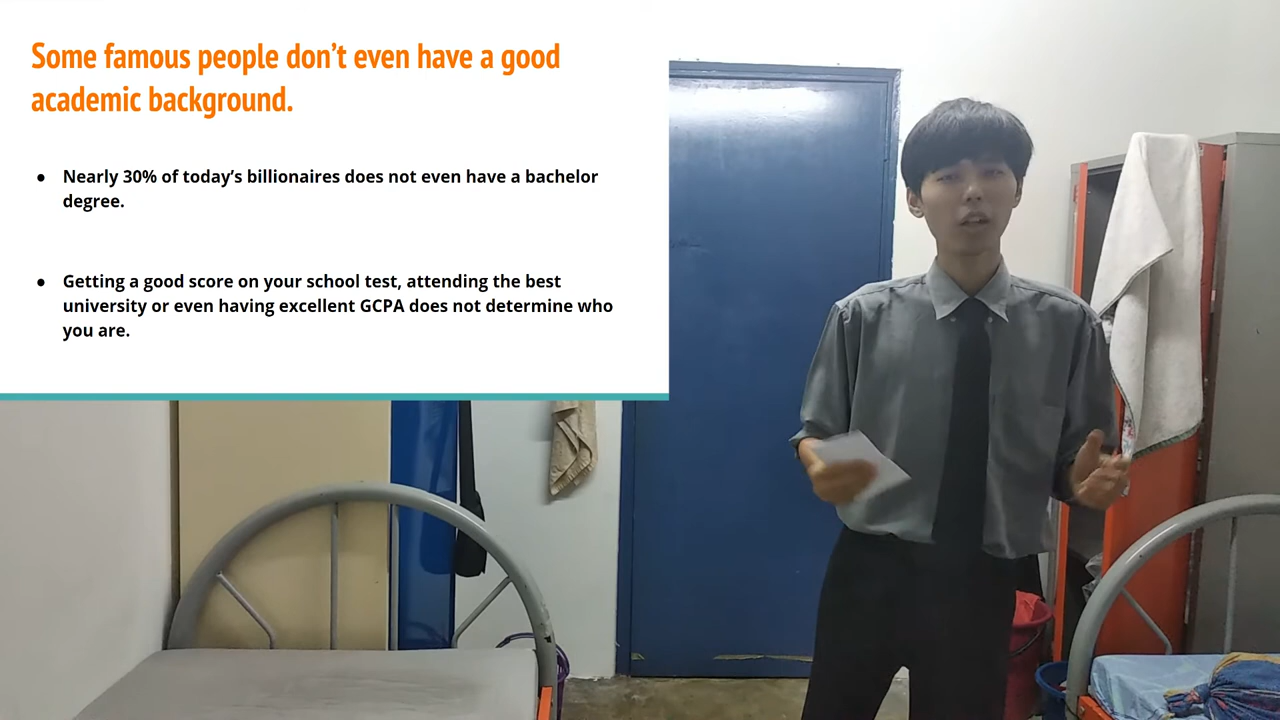 Some famous people don't even have a good
academic background.
● Nearly 30% of today's billionaires does not even have a bachelor
degree.
● Getting a good score on your school test, attending the best
university or even having excellent GCPA does not determine who
you are.